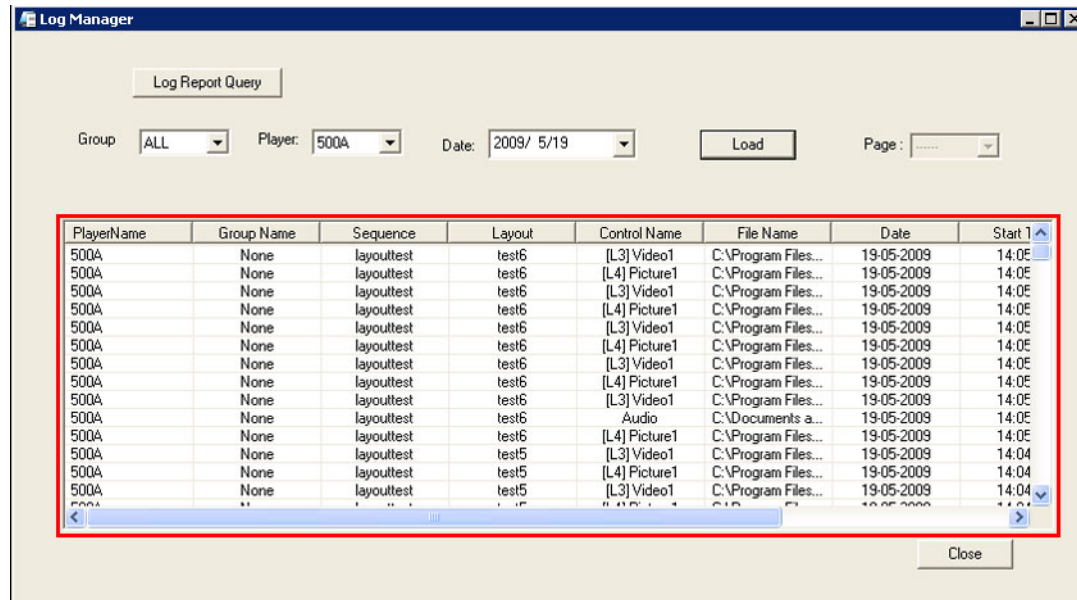 Log Manager
Log Report Query
Group ALL Player: 500A Date: 2009/ 5/19 Load Page : ......
PlayerName Group Name Sequence Layout Control Name File Name Date Start
500A None layouttest test6 [L3] Video1 C:\Program Files... 19-05-2009 14:05
500A None layouttest test6 [L4] Picture1 C:\Program Files... 19-05-2009 14:05
500A None layouttest test6 [L3] Video1 C:\Program Files... 19-05-2009 14:05
500A None layouttest test6 [L4] Picture1 C:\Program Files... 19-05-2009 14:05
500A None layouttest test6 [L3] Video1 C:\Program Files... 19-05-2009 14:05
500A None layouttest test6 [L4] Picture1 C:\Program Files... 19-05-2009 14:05
500A None layouttest test6 [L3] Video1 C:\Program Files... 19-05-2009 14:05
500A None layouttest test6 [L4] Picture1 C:\Program Files... 19-05-2009 14:05
500A None layouttest test6 [L3] Video1 C:\Program Files... 19-05-2009 14:05
500A None layouttest test6 Audio C:\Documents a... 19-05-2009 14:05
500A None layouttest test6 [L4] Picture1 C:\Program Files... 19-05-2009 14:05
500A None layouttest test5 [L3] Video1 C:\Program Files... 19-05-2009 14:04
500A None layouttest test5 [L4] Picture1 C:\Program Files... 19-05-2009 14:04
500A None layouttest test5 [L3] Video1 C:\Program Files... 19-05-2009 14:04
Close